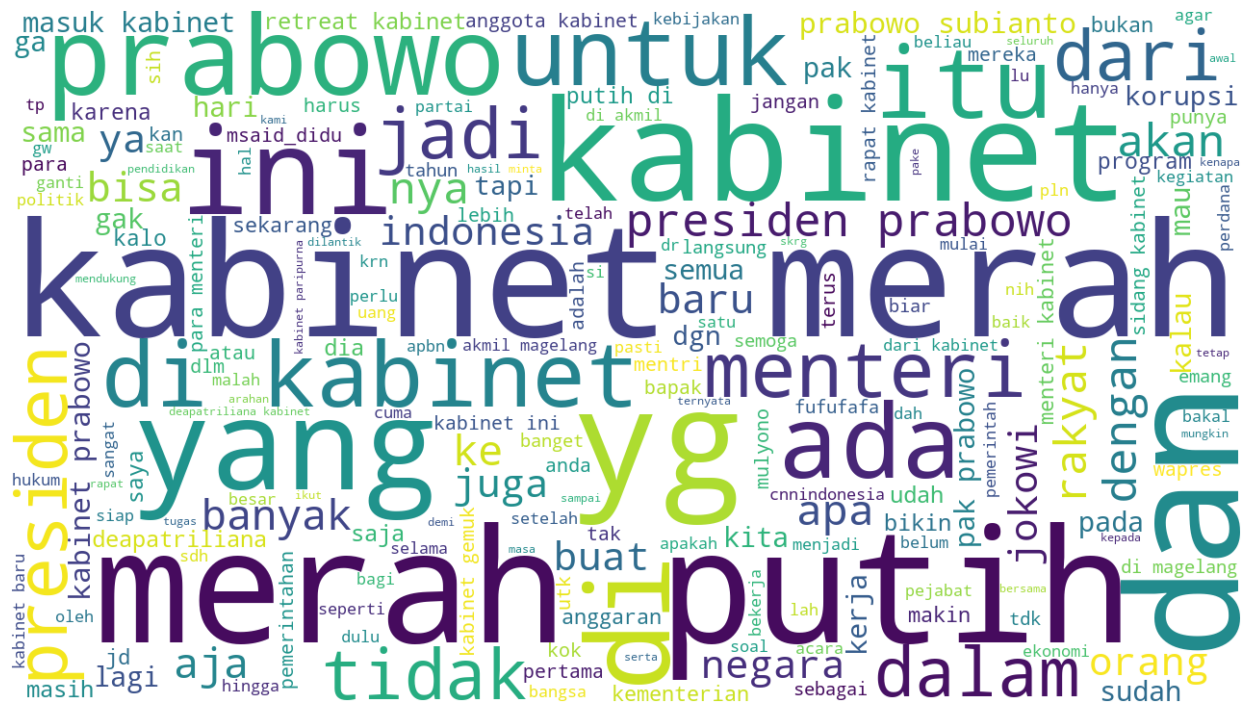 masuk kabinet
retreat kabinet
anggota kabinet
kebijakan
prabowo subianto
bukan
agar
ga
prabowo
untuk
itu
dari
sih
pak
beliau
mereka
seluruh
lu
awal
tp
karena
hari
harus
partai
putih di
di akmil
jangan
rapat kabinet
hanya
korupsi
punya
sama
gw
ya
kan
saat
kami
msaid_didu
jadi
kabinet
akan
para
hal
ini
tahun
nya
tapi
program
pake
kenapa
ganti
pendidikan
politik
bisa
hasil
minta
pln
kegiatan
gak
kalo
sekarang
indonesia
lebih
telah
presiden prabowo
mau
perdana
kabinet merah
mendukung
para menteri
kabinet paripurna
dilantik
krn
perlu
uang
adalah
si
dr
langsung
semua
baru
skrg
terus
mulai
biar
nih
baik
menteri kabinet
sidang kabinet
kalau
satu
dgn
semoga
presiden
kabinet prabowo
di kabinet
atau
dlm
malah
arahan
dia
apbn
akmil magelang
pasti
mentri
bapak
dari kabinet
menteri
rakyat
dengan
tetap
emang
deapatriliana kabinet
cuma
kabinet ini
ternyata
fufufafa
dah
bakal
mungkin
dan
sangat
saya
yang
ke
banget
yg
mulyono
ada
pak prabowo
pemerintah
jokowi
wapres
hukum
rapat
juga
anda
sampai
cnnindonesia
udah
siap
tugas
besar
ikut
banyak
demi
setelah
apa
bikin
pada
deapatriliana
sdh
saja
selama
kabinet gemuk
masa
tak
buat
apakah
kita
menjadi
belum
kepada
kabinet baru
merah putih
di
di magelang
oleh
pemerintahan
bagi
seperti
utk
anggaran
bekerja
lah
kerja
pejabat
makin
bersama
tdk
jd
aja
dulu
kok
serta
soal
acara
ekonomi
masih
lagi
hingga
tidak
pertama
bangsa
kementerian
negara
sebagai
dalam
orang
sudah